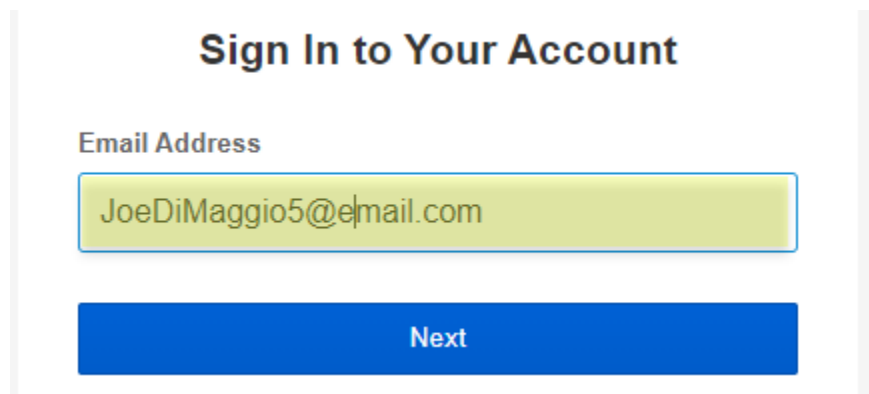 Sign In to Your Account
Email Address
JoeDiMaggio5@email.com
Next